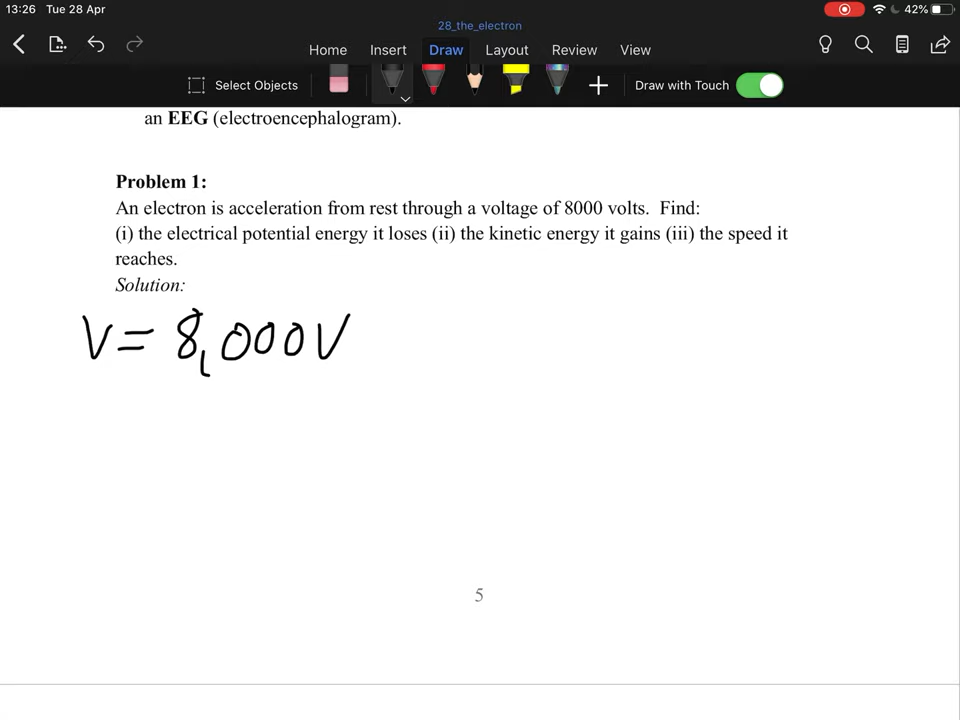 13:26 Tue 28 Apr
42%
28_the_electron
Home Insert Draw Layout Review View
Select Objects
Draw with Touch
an EEG (electroencephalogram).
Problem 1:
An electron is acceleration from rest through a voltage of 8000 volts. Find:
(i) the electrical potential energy it loses (ii) the kinetic energy it gains (iii) the speed it
reaches.
Solution:
V = 8,000V
5